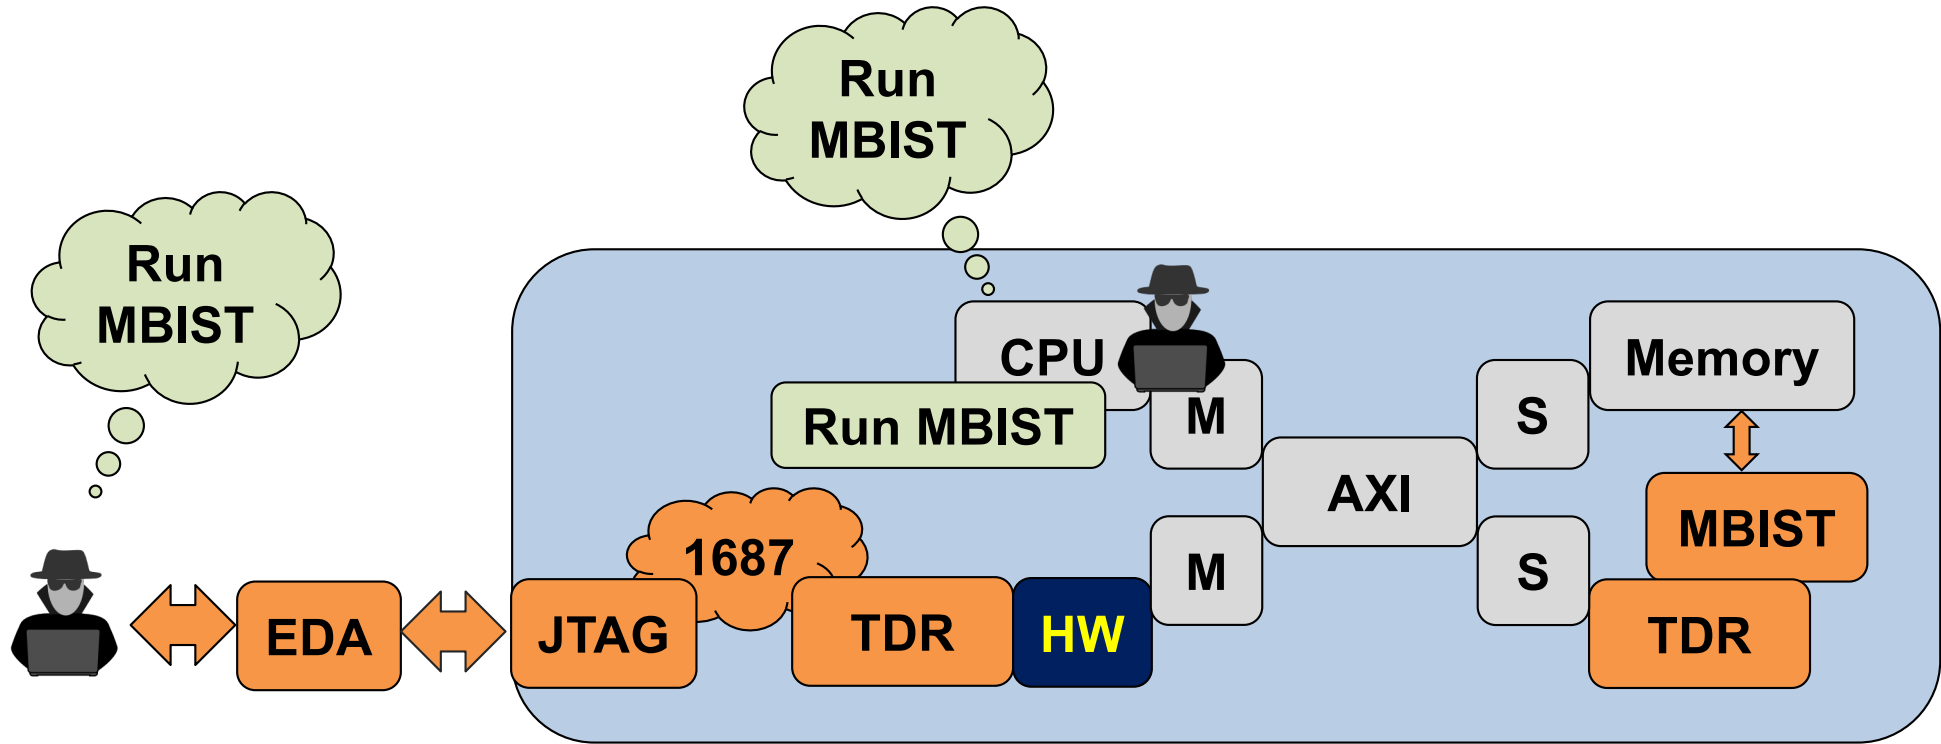 Run
MBIST
Run
MBIST
CPU
Memory
Run MBIST
M
S
AXI
MBIST
1687
M
S
EDA
JTAG
TDR
HW
TDR